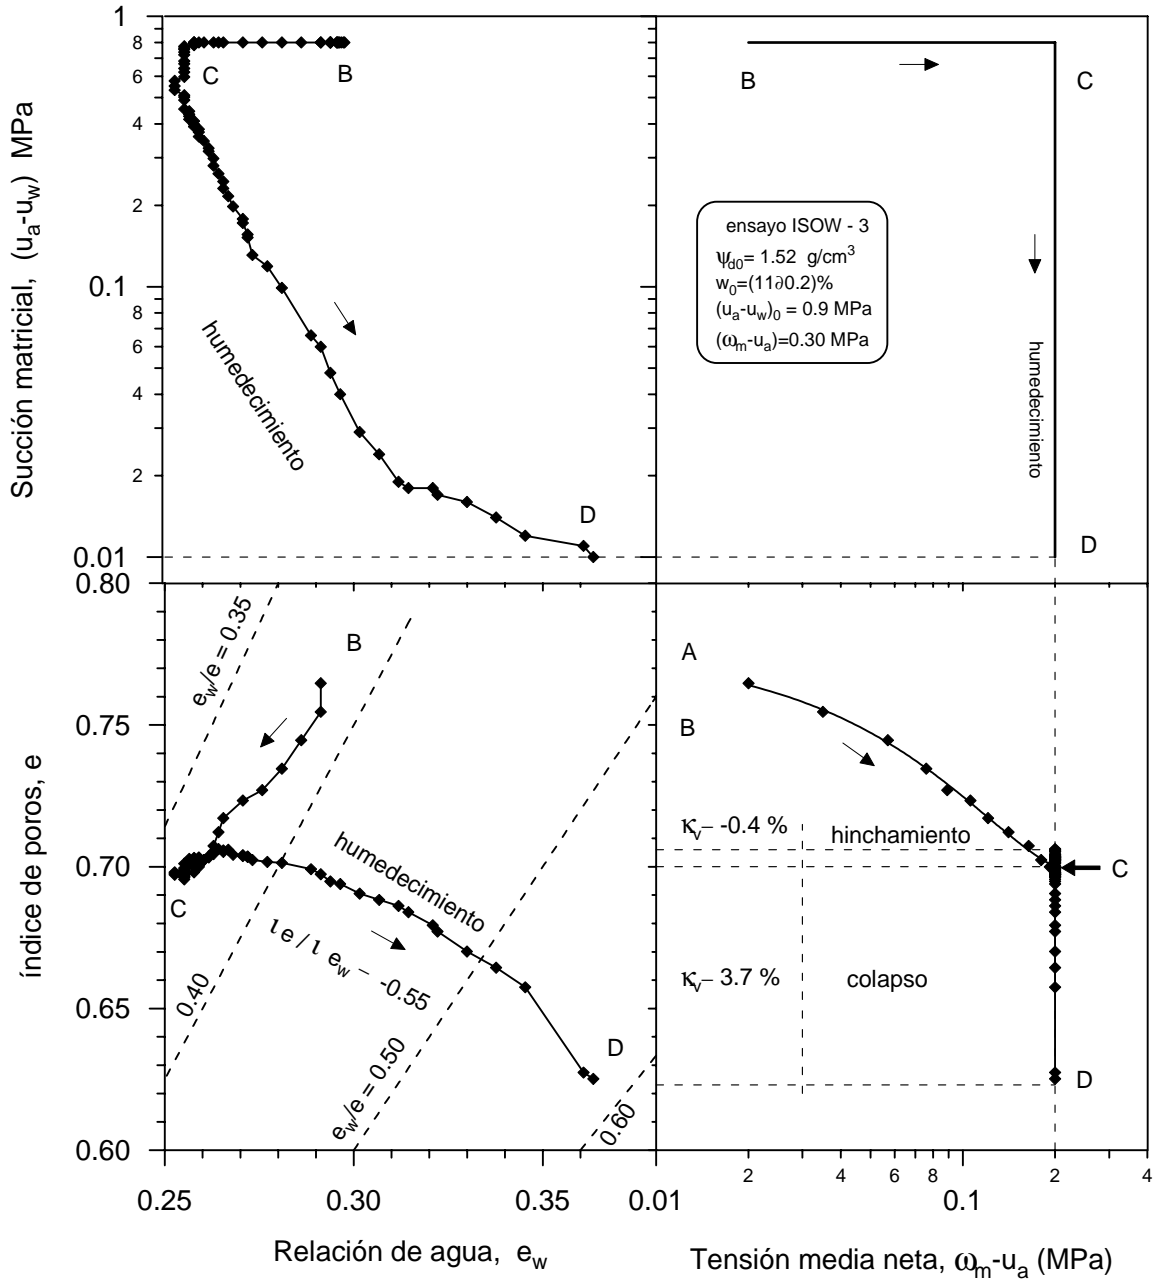 1
8
6
4
2
0.1
8
6
4
2
0.01
Succión matricial, (ua-uw) MPa
C
B
humedecimiento
D
B
C
ensayo ISOW - 3
ψd0= 1.52 g/cm3
w0=(11∂0.2)%
(ua-uw)0 = 0.9 MPa
(ωm-ua)=0.30 MPa
humedecimiento
D
0.80
0.75
0.70
0.65
0.60
índice de poros, e
ew/e = 0.35
B
C
humedecimiento
ιe / ι ew – -0.55
0.40
ew/e = 0.50
D
0.60
A
B
κv– -0.4 %
hinchamiento
C
κv– 3.7 %
colapso
D
0.25
0.30
0.35
0.01
2
4
6
8
0.1
2
4
Relación de agua, ew
Tensión media neta, ωm-ua (MPa)